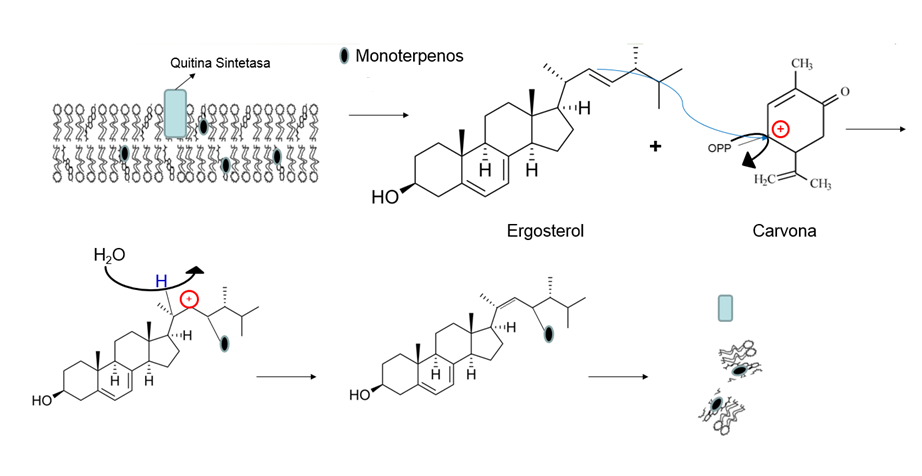 Quitina Sintetasa
Monoterpenos
H
H
H
HO
Ergosterol
+
CH3
O
+
OPP
H2C
CH3
Carvona
H2O
H
+
H
H
H
HO
H
H
H
HO